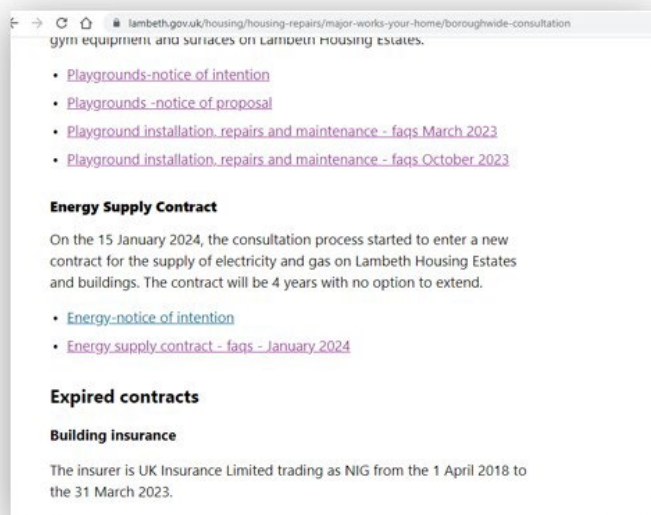 lambeth.gov.uk/housing/housing-repairs/major-works-your-home/boroughwide-consultation
gym equipment and surfaces on Lambeth Housing Estates.
• Playgrounds-notice of intention
• Playgrounds -notice of proposal
• Playground installation, repairs and maintenance - faqs March 2023
• Playground installation, repairs and maintenance - faqs October 2023
Energy Supply Contract
On the 15 January 2024, the consultation process started to enter a new
contract for the supply of electricity and gas on Lambeth Housing Estates
and buildings. The contract will be 4 years with no option to extend.
• Energy-notice of intention
• Energy supply contract - faqs - January 2024
Expired contracts
Building insurance
The insurer is UK Insurance Limited trading as NIG from the 1 April 2018 to
the 31 March 2023.